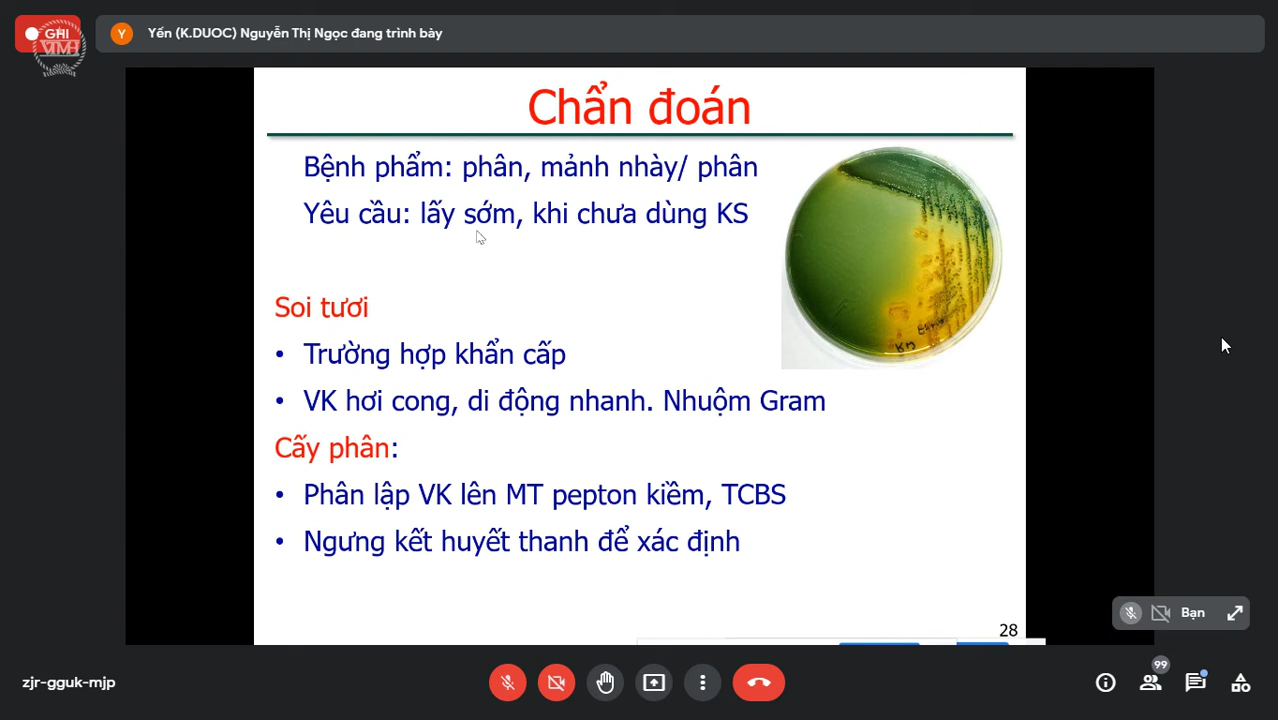 GHI
VTMH
Y
Yến (K.DUOC) Nguyễn Thị Ngọc đang trình bày
Chẩn đoán
Bệnh phẩm: phân, mảnh nhày/ phân
Yêu cầu: lấy sớm, khi chưa dùng KS
Soi tươi
• Trường hợp khẩn cấp
• VK hơi cong, di động nhanh. Nhuộm Gram
Cấy phân:
• Phân lập VK lên MT pepton kiềm, TCBS
• Ngưng kết huyết thanh để xác định
28
Bạn
zjr-gguk-mjp
99